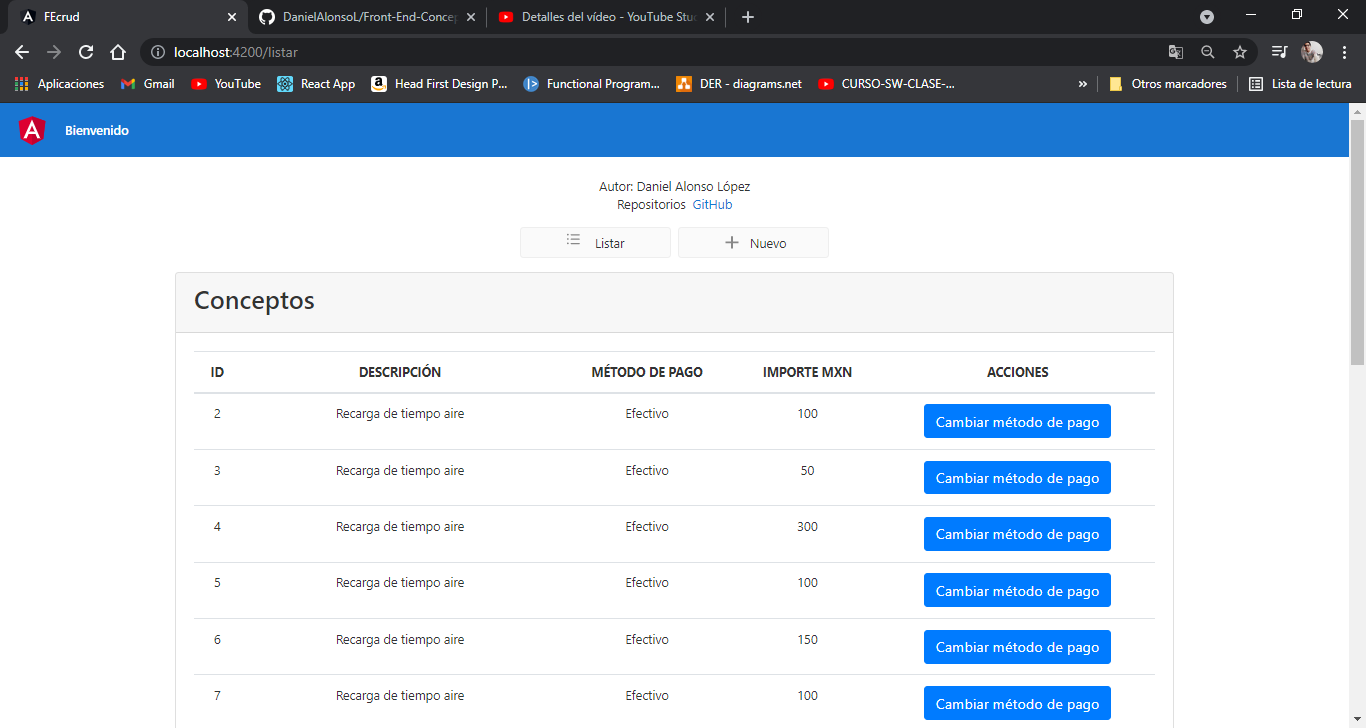 FEcrud
DanielAlonsoL/Front-End-Concep
Detalles del vídeo - YouTube Stu
localhost:4200/listar
Aplicaciones
Gmail
YouTube
React App
Head First Design P...
Functional Program...
DER - diagrams.net
CURSO-SW-CLASE-...
»
Otros marcadores
Lista de lectura
Bienvenido
Autor: Daniel Alonso López
Repositorios GitHub
Listar
Nuevo
Conceptos
ID DESCRIPCIÓN MÉTODO DE PAGO IMPORTE MXN ACCIONES
2 Recarga de tiempo aire Efectivo 100 Cambiar método de pago
3 Recarga de tiempo aire Efectivo 50 Cambiar método de pago
4 Recarga de tiempo aire Efectivo 300 Cambiar método de pago
5 Recarga de tiempo aire Efectivo 100 Cambiar método de pago
6 Recarga de tiempo aire Efectivo 150 Cambiar método de pago
7 Recarga de tiempo aire Efectivo 100 Cambiar método de pago